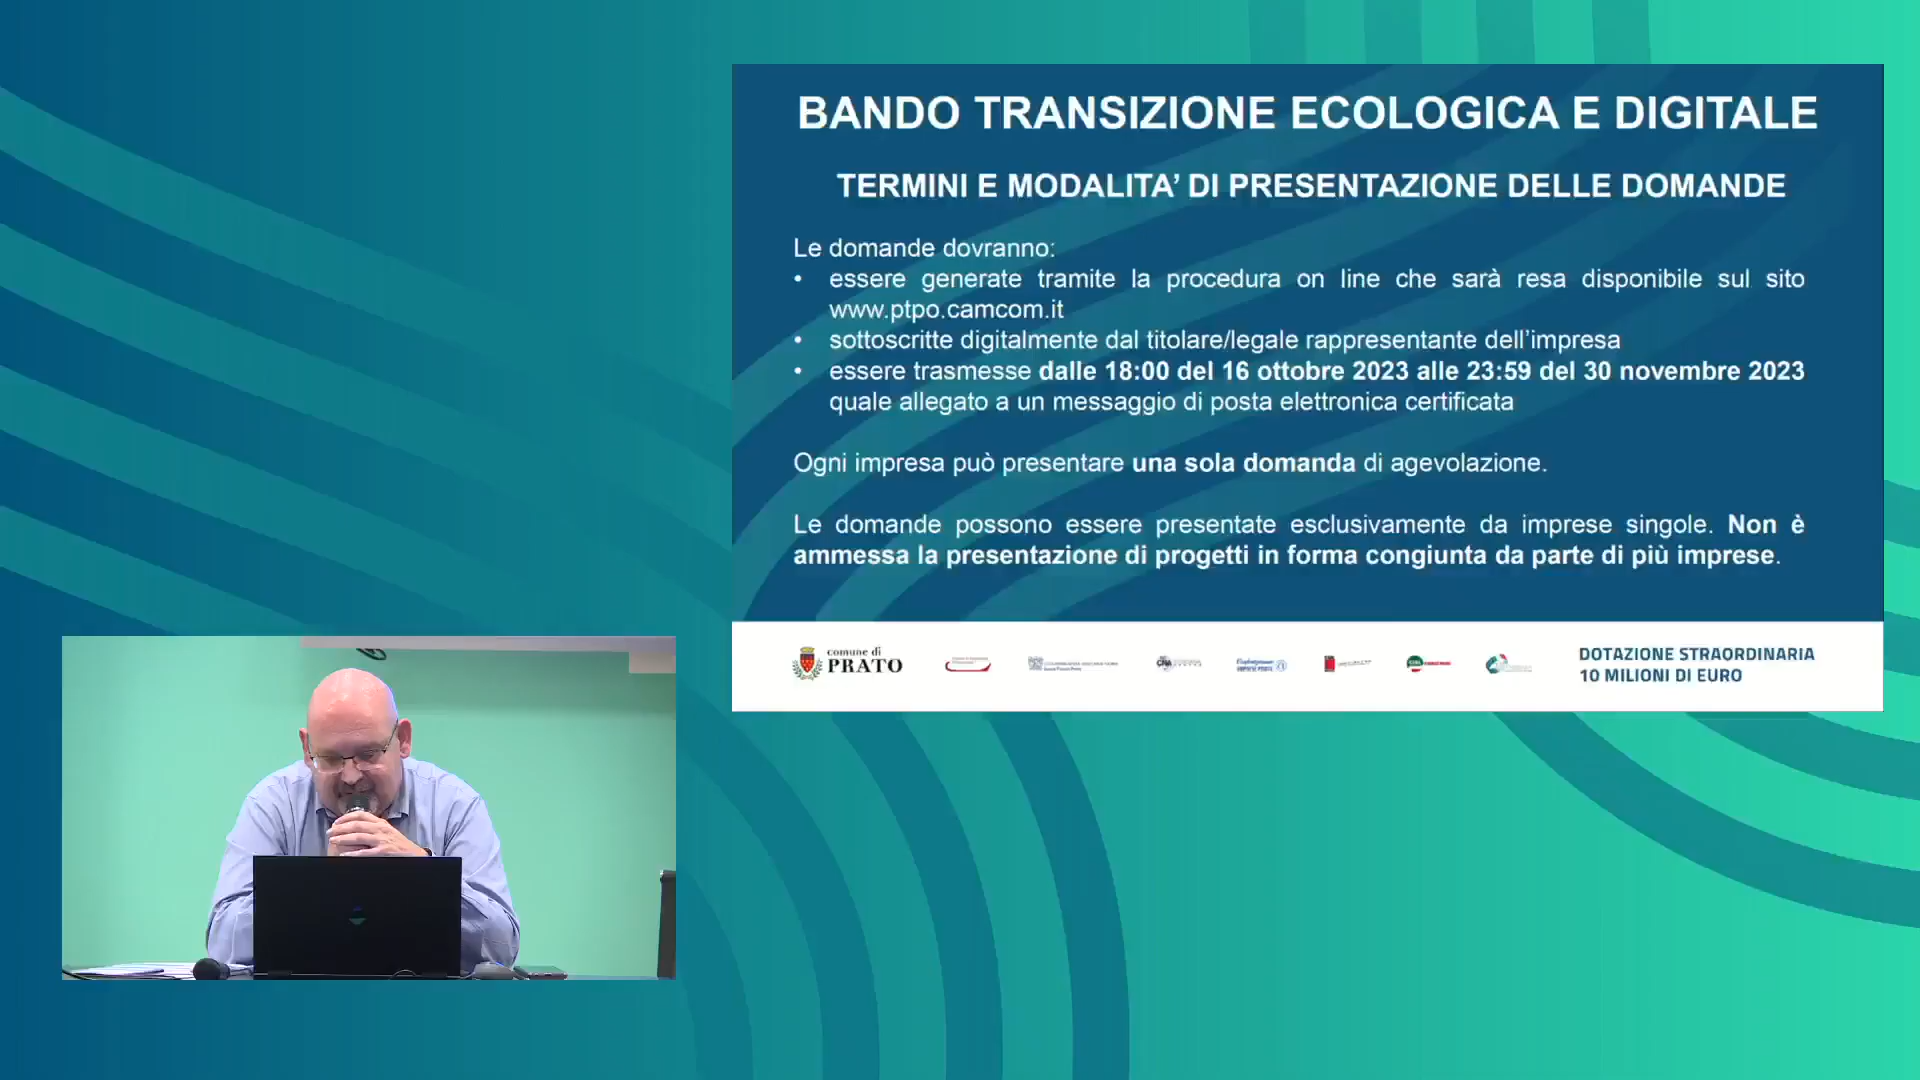 BANDO TRANSIZIONE ECOLOGICA E DIGITALE
TERMINI E MODALITA’ DI PRESENTAZIONE DELLE DOMANDE
Le domande dovranno:
• essere generate tramite la procedura on line che sarà resa disponibile sul sito
www.ptpo.camcom.it
• sottoscritte digitalmente dal titolare/legale rappresentante dell’impresa
• essere trasmesse dalle 18:00 del 16 ottobre 2023 alle 23:59 del 30 novembre 2023
quale allegato a un messaggio di posta elettronica certificata
Ogni impresa può presentare una sola domanda di agevolazione.
Le domande possono essere presentate esclusivamente da imprese singole. Non è
ammessa la presentazione di progetti in forma congiunta da parte di più imprese.
comune di
PRATO
CNA
DOTAZIONE STRAORDINARIA
10 MILIONI DI EURO